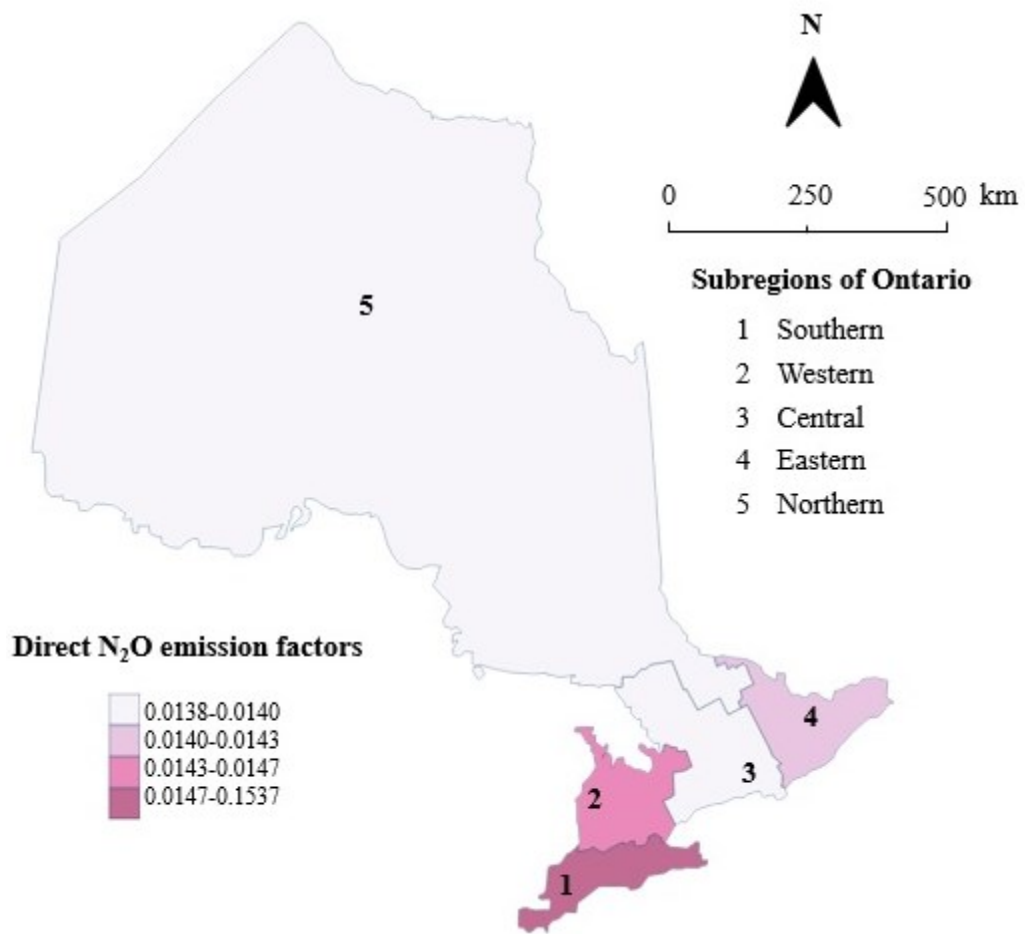 N
0 250 500 km
Subregions of Ontario
1 Southern
2 Western
3 Central
4 Eastern
5 Northern
5
Direct N₂O emission factors
0.0138-0.0140
0.0140-0.0143
0.0143-0.0147
0.0147-0.1537
4
3
2
1